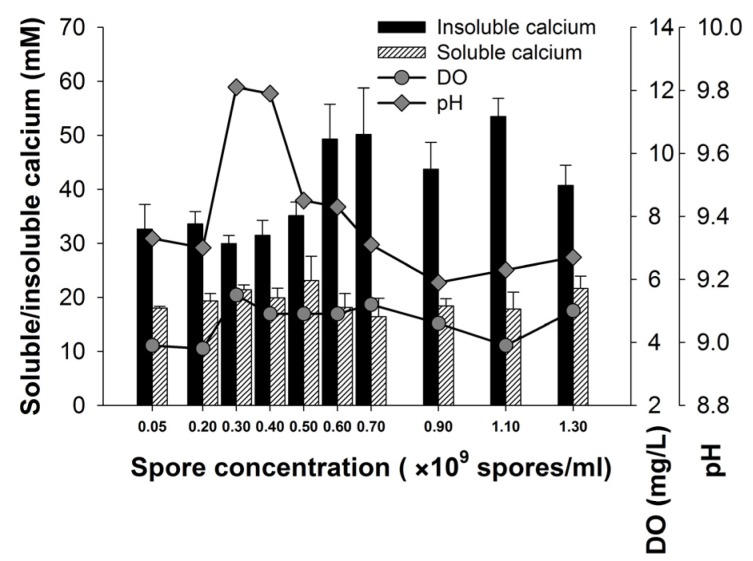 Insoluble calcium
Soluble calcium
DO
pH
Soluble/insoluble calcium (mM)
70
60
50
40
30
20
10
0
14
12
10
8
6
4
2
10.0
9.8
9.6
9.4
9.2
9.0
8.8
0.05 0.20 0.30 0.40 0.50 0.60 0.70 0.90 1.10 1.30
Spore concentration ( ×10⁹ spores/ml)
DO (mg/L)
pH